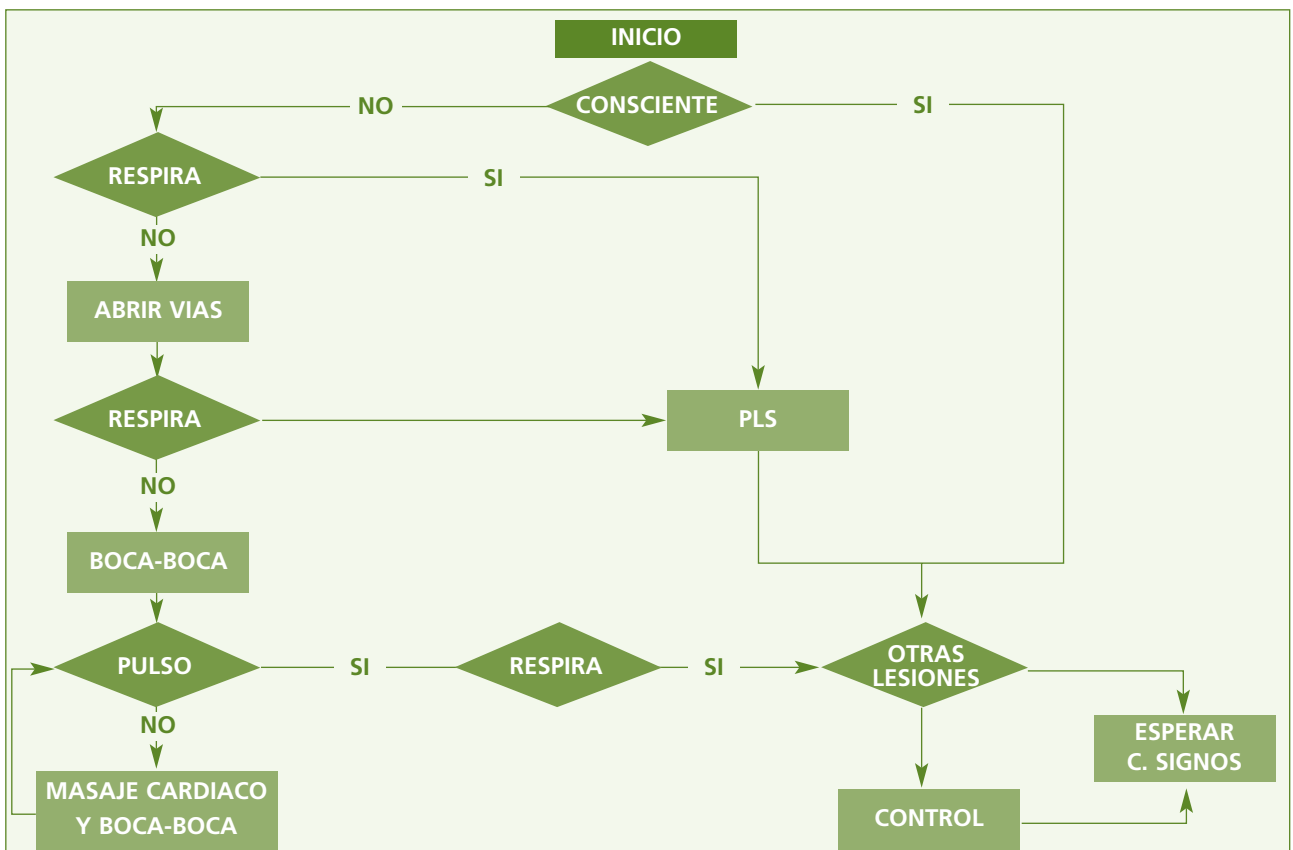 INICIO
CONSCIENTE
NO
SI
RESPIRA
SI
NO
ABRIR VIAS
RESPIRA
PLS
NO
BOCA-BOCA
PULSO
SI
RESPIRA
SI
OTRAS
LESIONES
NO
ESPERAR
C. SIGNOS
MASAJE CARDIACO
Y BOCA-BOCA
CONTROL